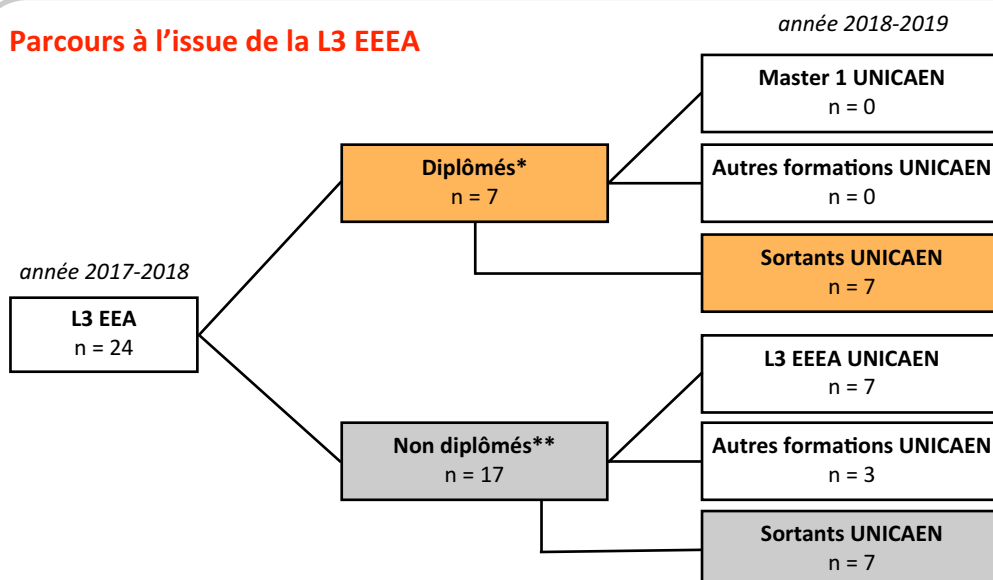 Parcours à l'issue de la L3 EEEA
année 2018-2019
Master 1 UNICAEN
n = 0
Diplômés*
n = 7
Autres formations UNICAEN
n = 0
Sortants UNICAEN
n = 7
année 2017-2018
L3 EEA
n = 24
L3 EEEA UNICAEN
n = 7
Non diplômés**
n = 17
Autres formations UNICAEN
n = 3
Sortants UNICAEN
n = 7